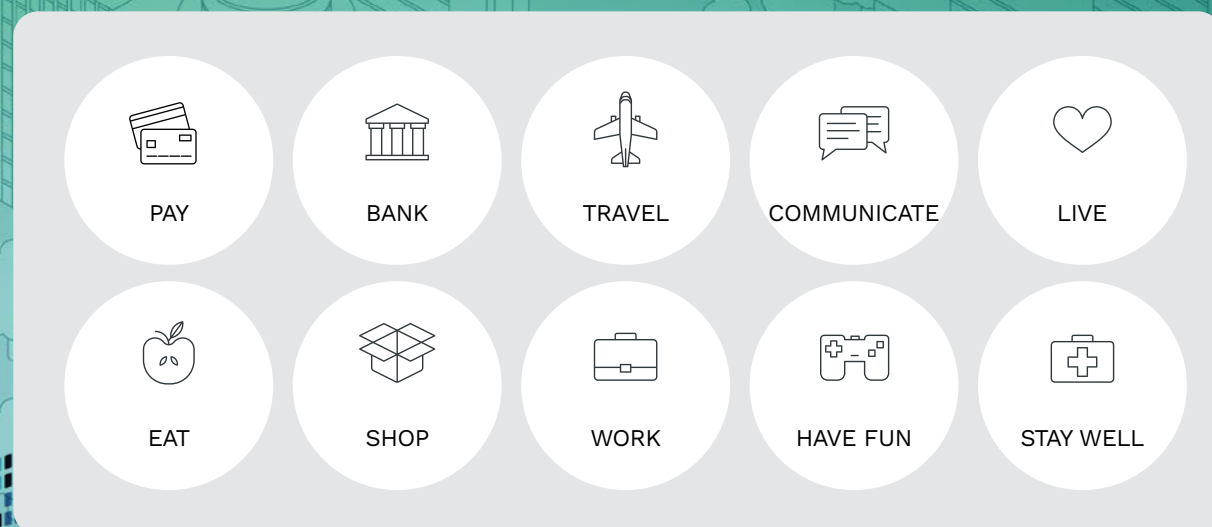 PAY
BANK
TRAVEL
COMMUNICATE
LIVE
EAT
SHOP
WORK
HAVE FUN
STAY WELL